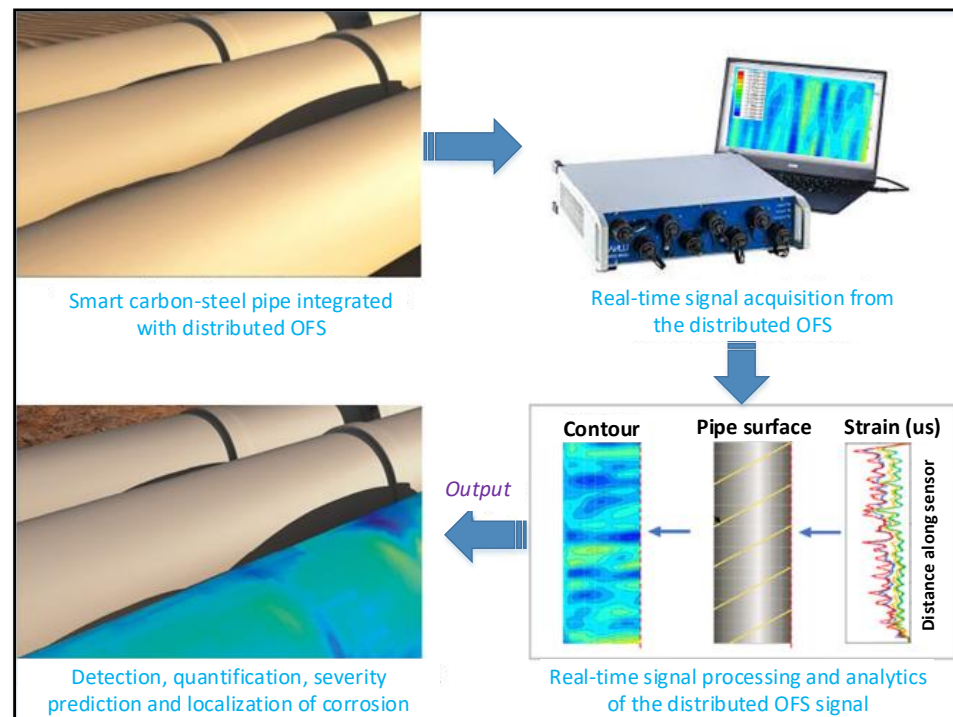 Smart carbon-steel pipe integrated
with distributed OFS
Real-time signal acquisition from
the distributed OFS
Contour
Pipe surface
Strain (us)
Distance along sensor
Output
Detection, quantification, severity
prediction and localization of corrosion
Real-time signal processing and analytics
of the distributed OFS signal